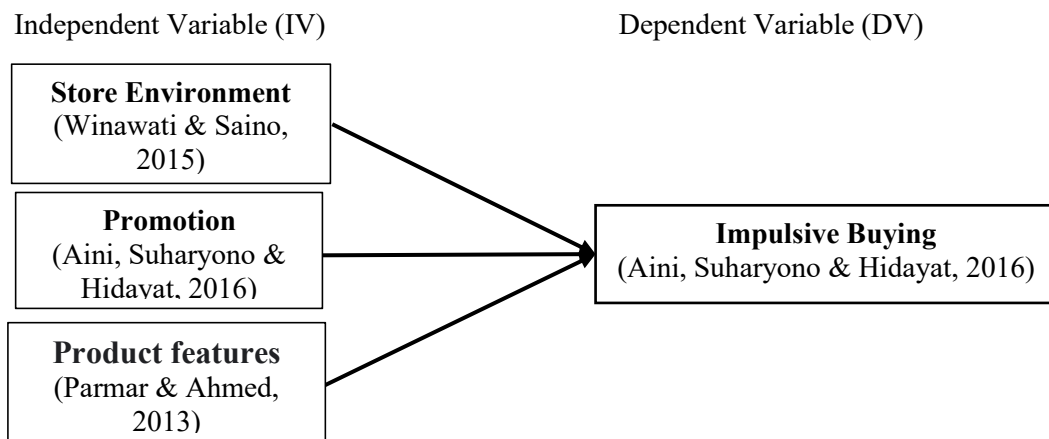 Independent Variable (IV)
Dependent Variable (DV)
Store Environment
(Winawati & Saino,
2015)
Promotion
(Aini, Suharyono &
Hidayat, 2016)
Product features
(Parmar & Ahmed,
2013)
Impulsive Buying
(Aini, Suharyono & Hidayat, 2016)